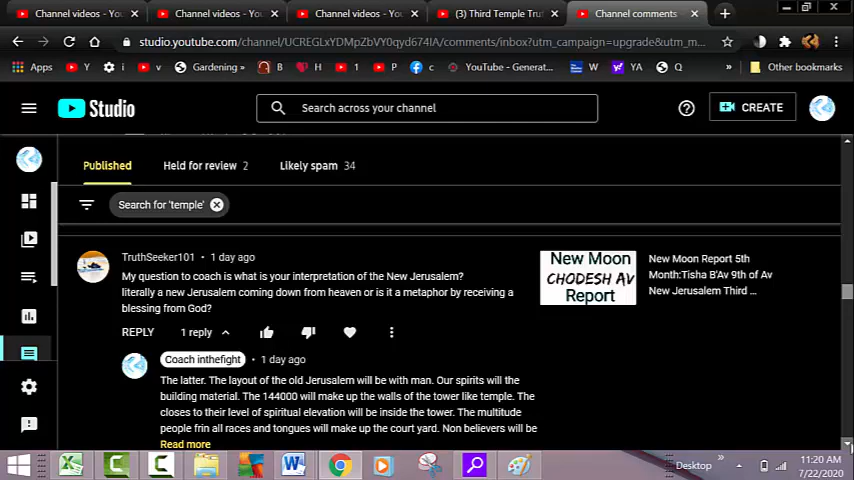 Channel videos - Y
Channel videos - Y
Channel videos - Y
(3) Third Temple Tru
Channel comments
studio.youtube.com/channel/UCREGLxYDMpZbVY0qyd674IA/comments/inbox?utm_campaign=upgrade&utm_m...
Apps
Y
v
Gardening »
B
H
1
P
c
YouTube - Generat...
W
YA
Q
»
Other bookmarks
Studio
Search across your channel
CREATE
Published
Held for review 2
Likely spam 34
Search for 'temple'
TruthSeeker101 • 1 day ago
My question to coach is what is your interpretation of the New Jerusalem?
literally a new Jerusalem coming down from heaven or is it a metaphor by receiving a
blessing from God?
REPLY
1 reply
New Moon
CHODESH AV
Report
New Moon Report 5th
Month:Tisha B'Av 9th of Av
New Jerusalem Third ...
Coach inthefight • 1 day ago
The latter. The layout of the old Jerusalem will be with man. Our spirits will the
building material. The 144000 will make up the walls of the tower like temple. The
closes to their level of spiritual elevation will be inside the tower. The multitude
people frin all races and tongues will make up the court yard. Non believers will be
Read more
Desktop
»
11:20 AM
7/22/2020